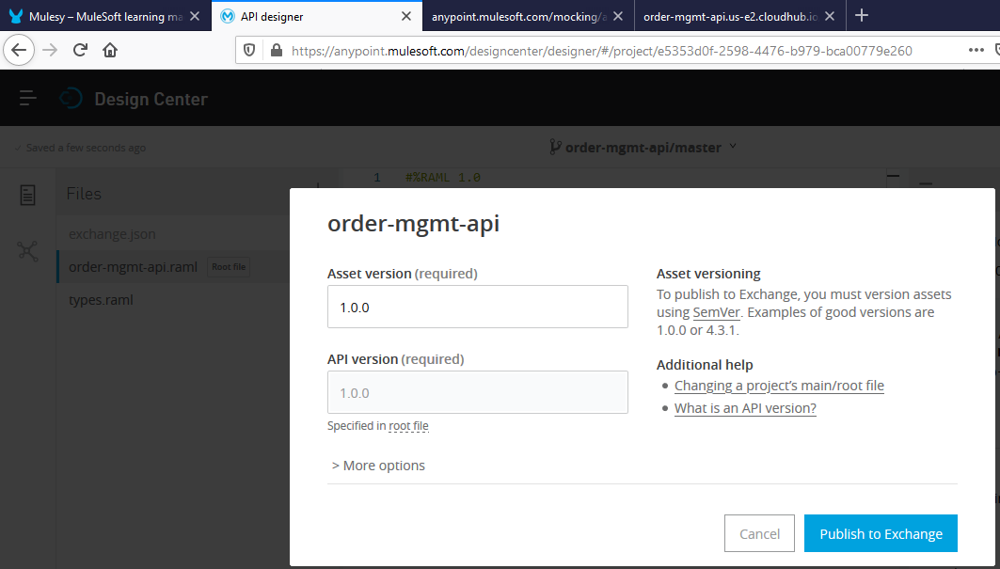 Mulesy – MuleSoft learning ma
API designer
anypoint.mulesoft.com/mocking/a
order-mgmt-api.us-e2.cloudhub.io
https://anypoint.mulesoft.com/designcenter/designer/#/project/e5353d0f-2598-4476-b979-bca00779e260
Design Center
✓ Saved a few seconds ago
order-mgmt-api/master
Files
1 #%RAML 1.0
exchange.json
order-mgmt-api.raml Root file
types.raml
order-mgmt-api
Asset version (required)
1.0.0
API version (required)
1.0.0
Specified in root file
> More options
Asset versioning
To publish to Exchange, you must version assets
using SemVer. Examples of good versions are
1.0.0 or 4.3.1.
Additional help
• Changing a project's main/root file
• What is an API version?
Cancel
Publish to Exchange